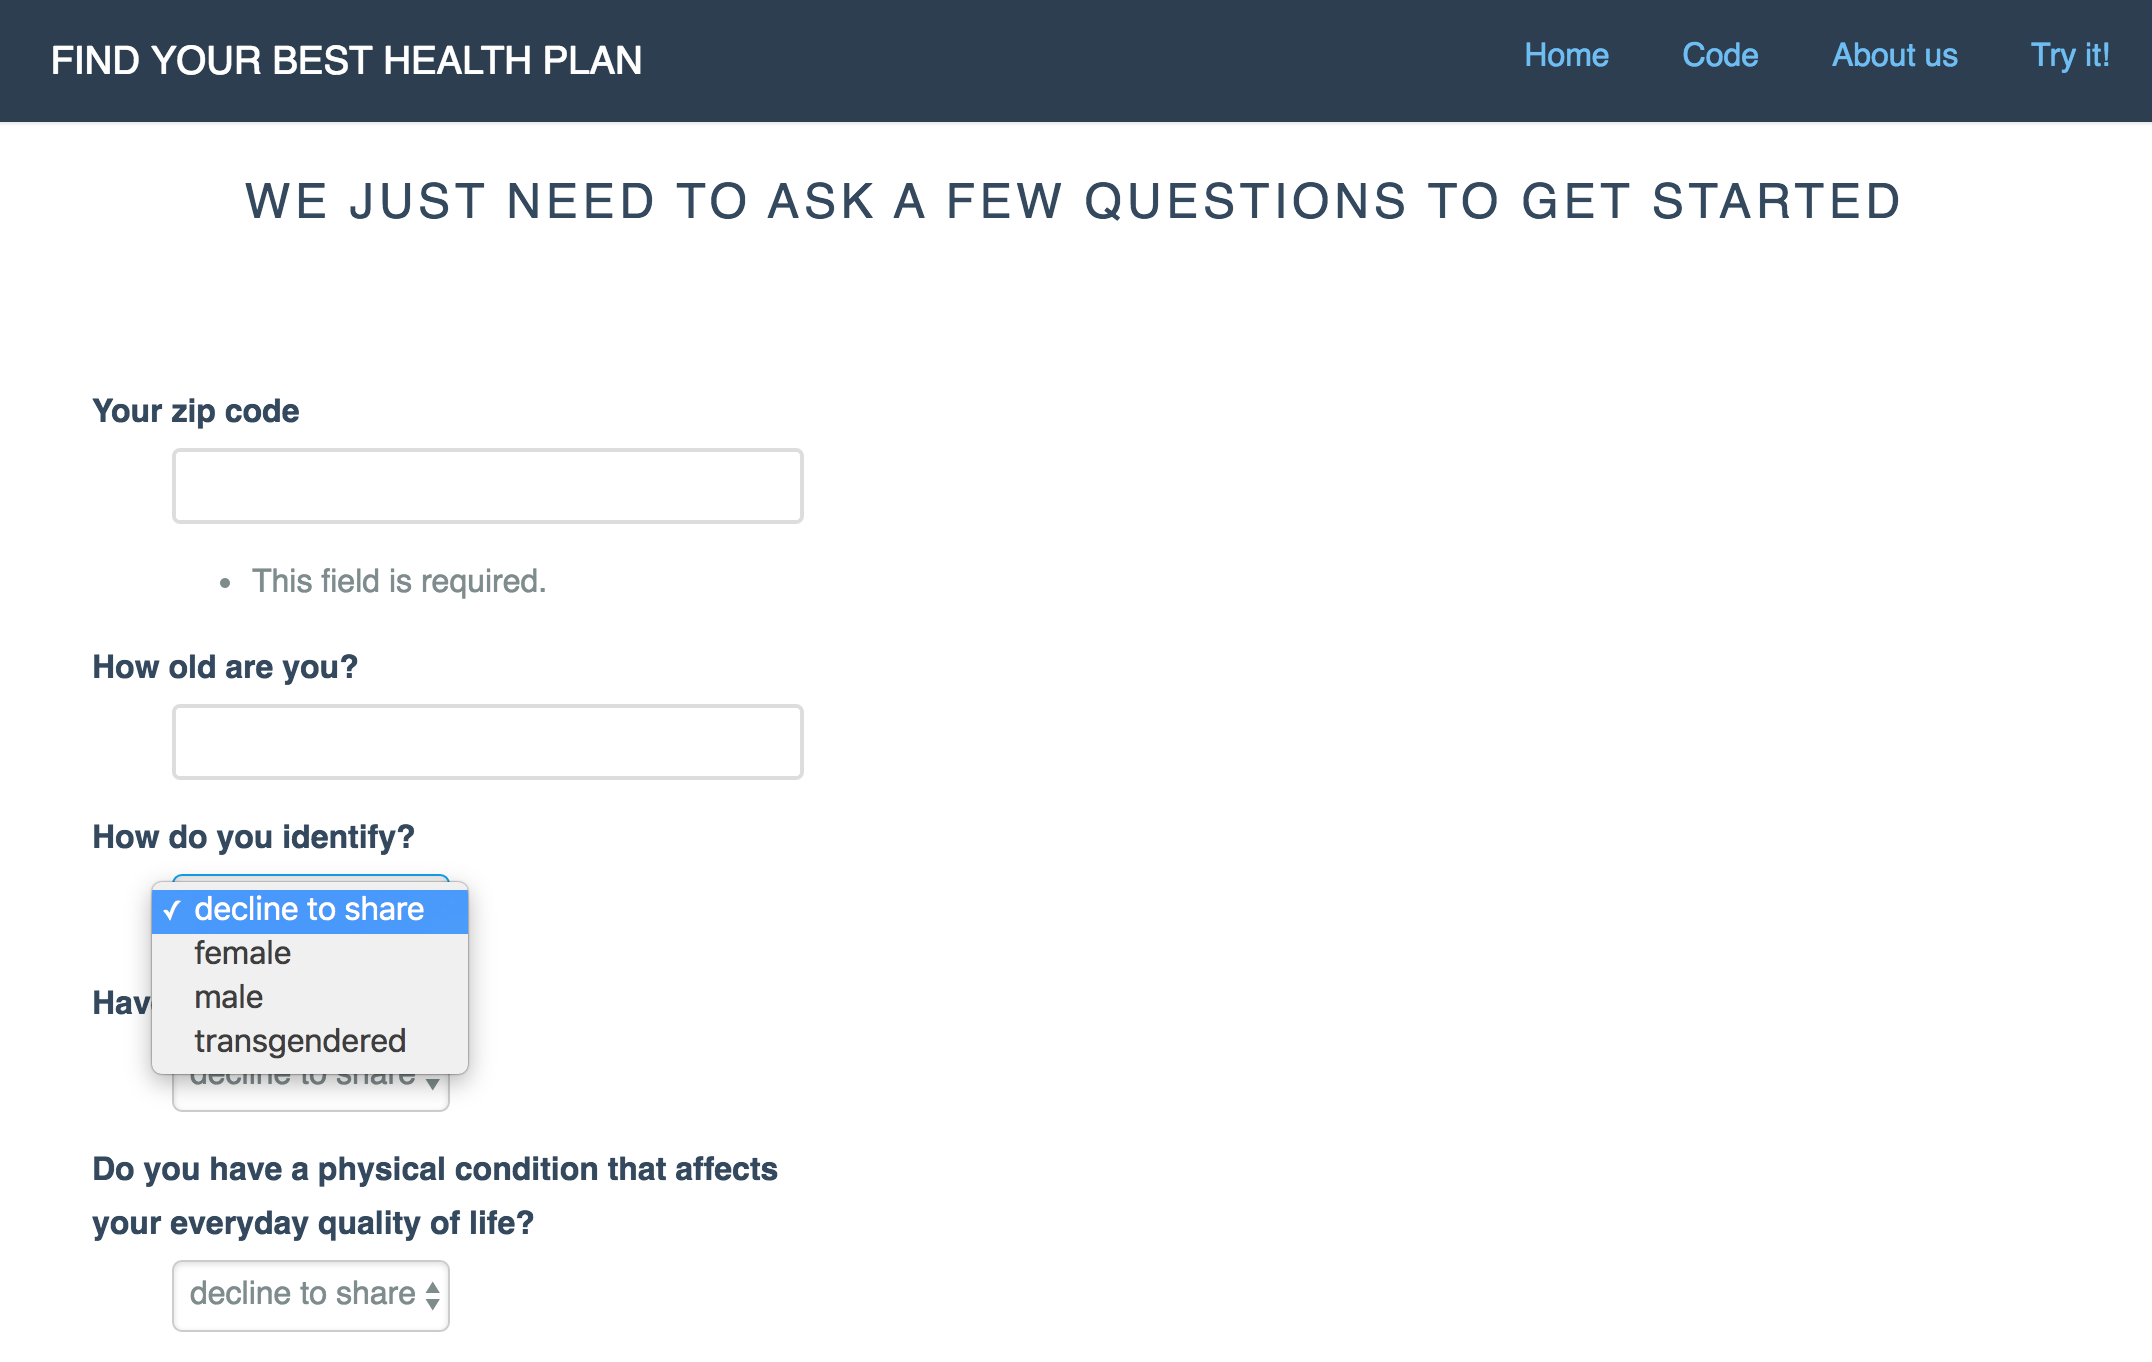 FIND YOUR BEST HEALTH PLAN
Home Code About us Try it!
WE JUST NEED TO ASK A FEW QUESTIONS TO GET STARTED
Your zip code
• This field is required.
How old are you?
How do you identify?
✓ decline to share
female
male
transgendered
decline to share
Do you have a physical condition that affects
your everyday quality of life?
decline to share